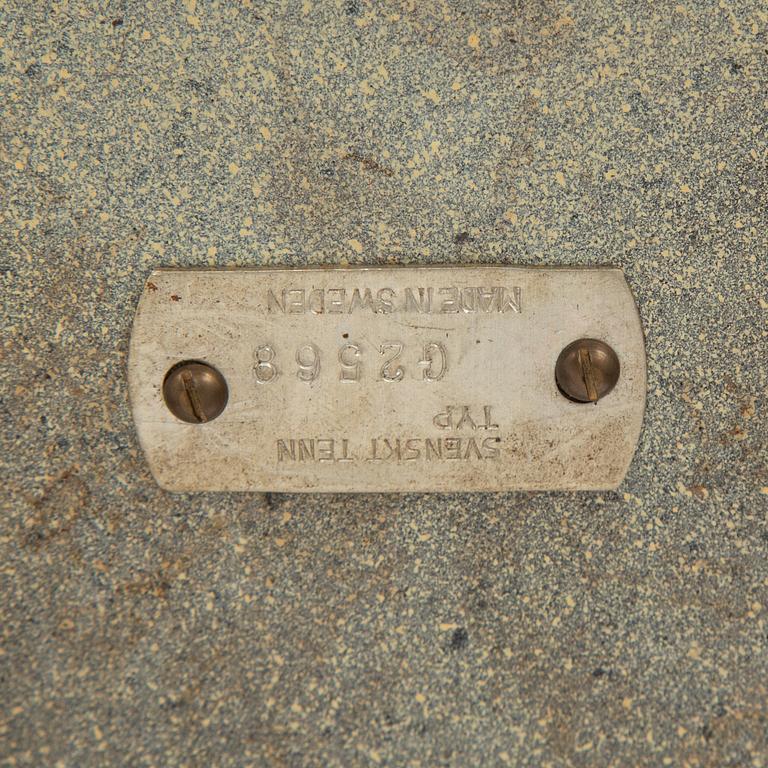 SVENSKT TENN
TYP
G2568
MADE IN SWEDEN